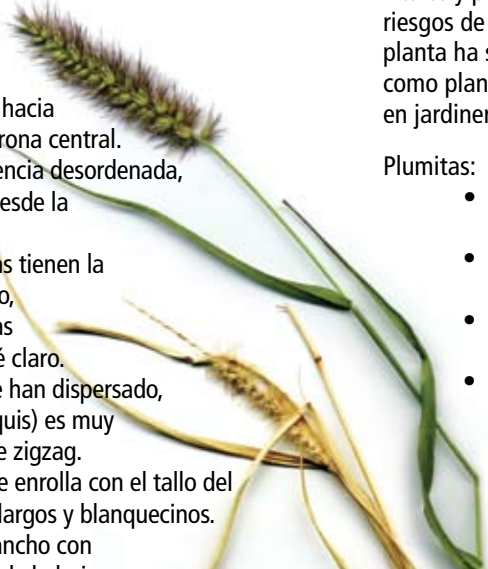 hacia
rona central.
encia desordenada,
esde la
as tienen la
o,
as
é claro.
e han dispersado,
quis) es muy
e zigzag.
e enrolla con el tallo del
largos y blanquecinos.
ancho con
riesgos de
planta ha s
como plan
en jardiner
Plumitas:
•
•
•
•